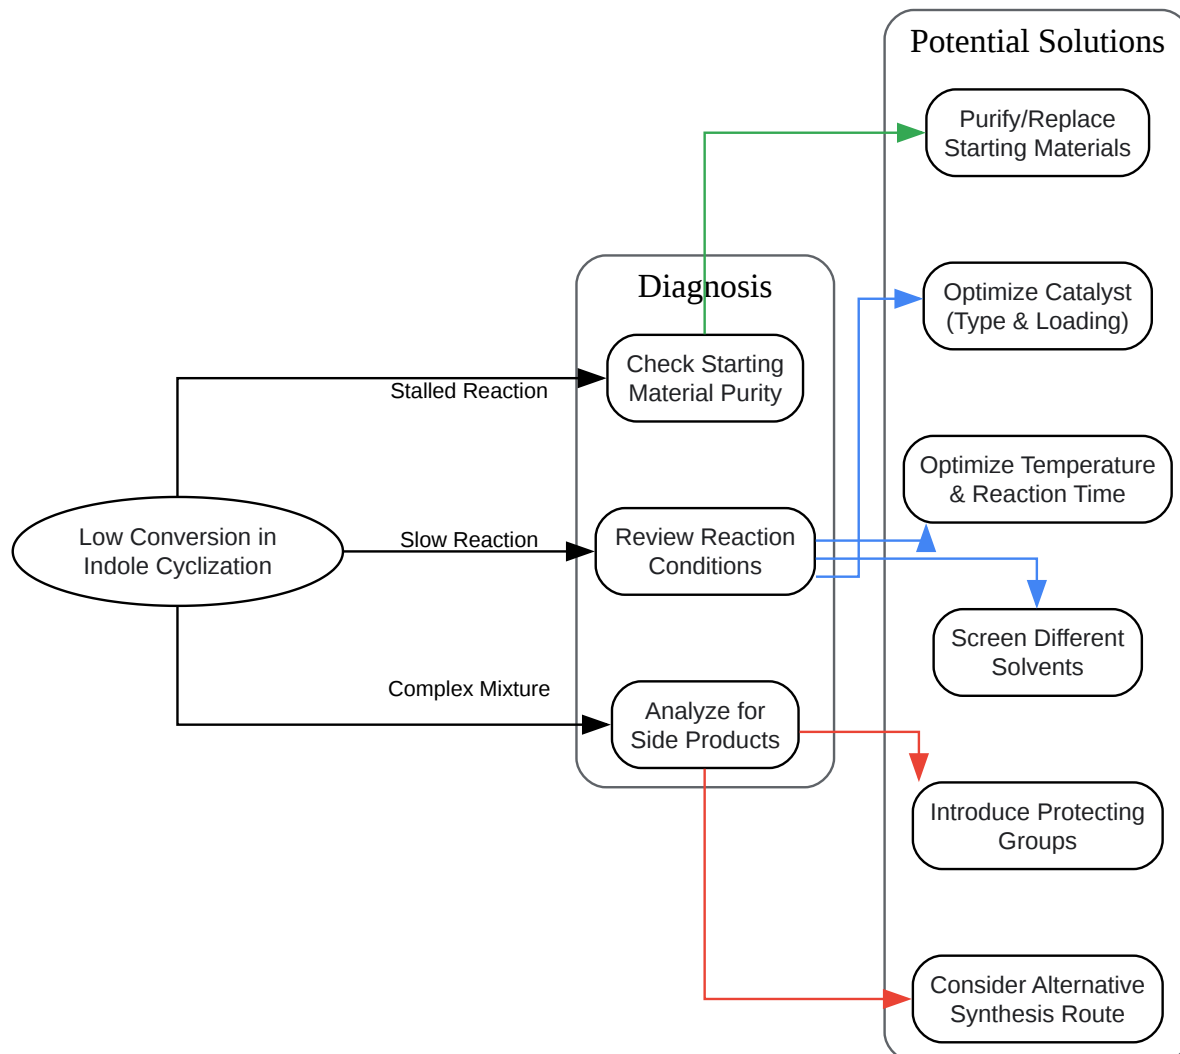 Potential Solutions
Purify/Replace
Starting Materials
Diagnosis
Optimize Catalyst
(Type & Loading)
Check Starting
Material Purity
Stalled Reaction
Optimize Temperature
& Reaction Time
Low Conversion in
Indole Cyclization
Slow Reaction
Review Reaction
Conditions
Screen Different
Solvents
Complex Mixture
Analyze for
Side Products
Introduce Protecting
Groups
Consider Alternative
Synthesis Route